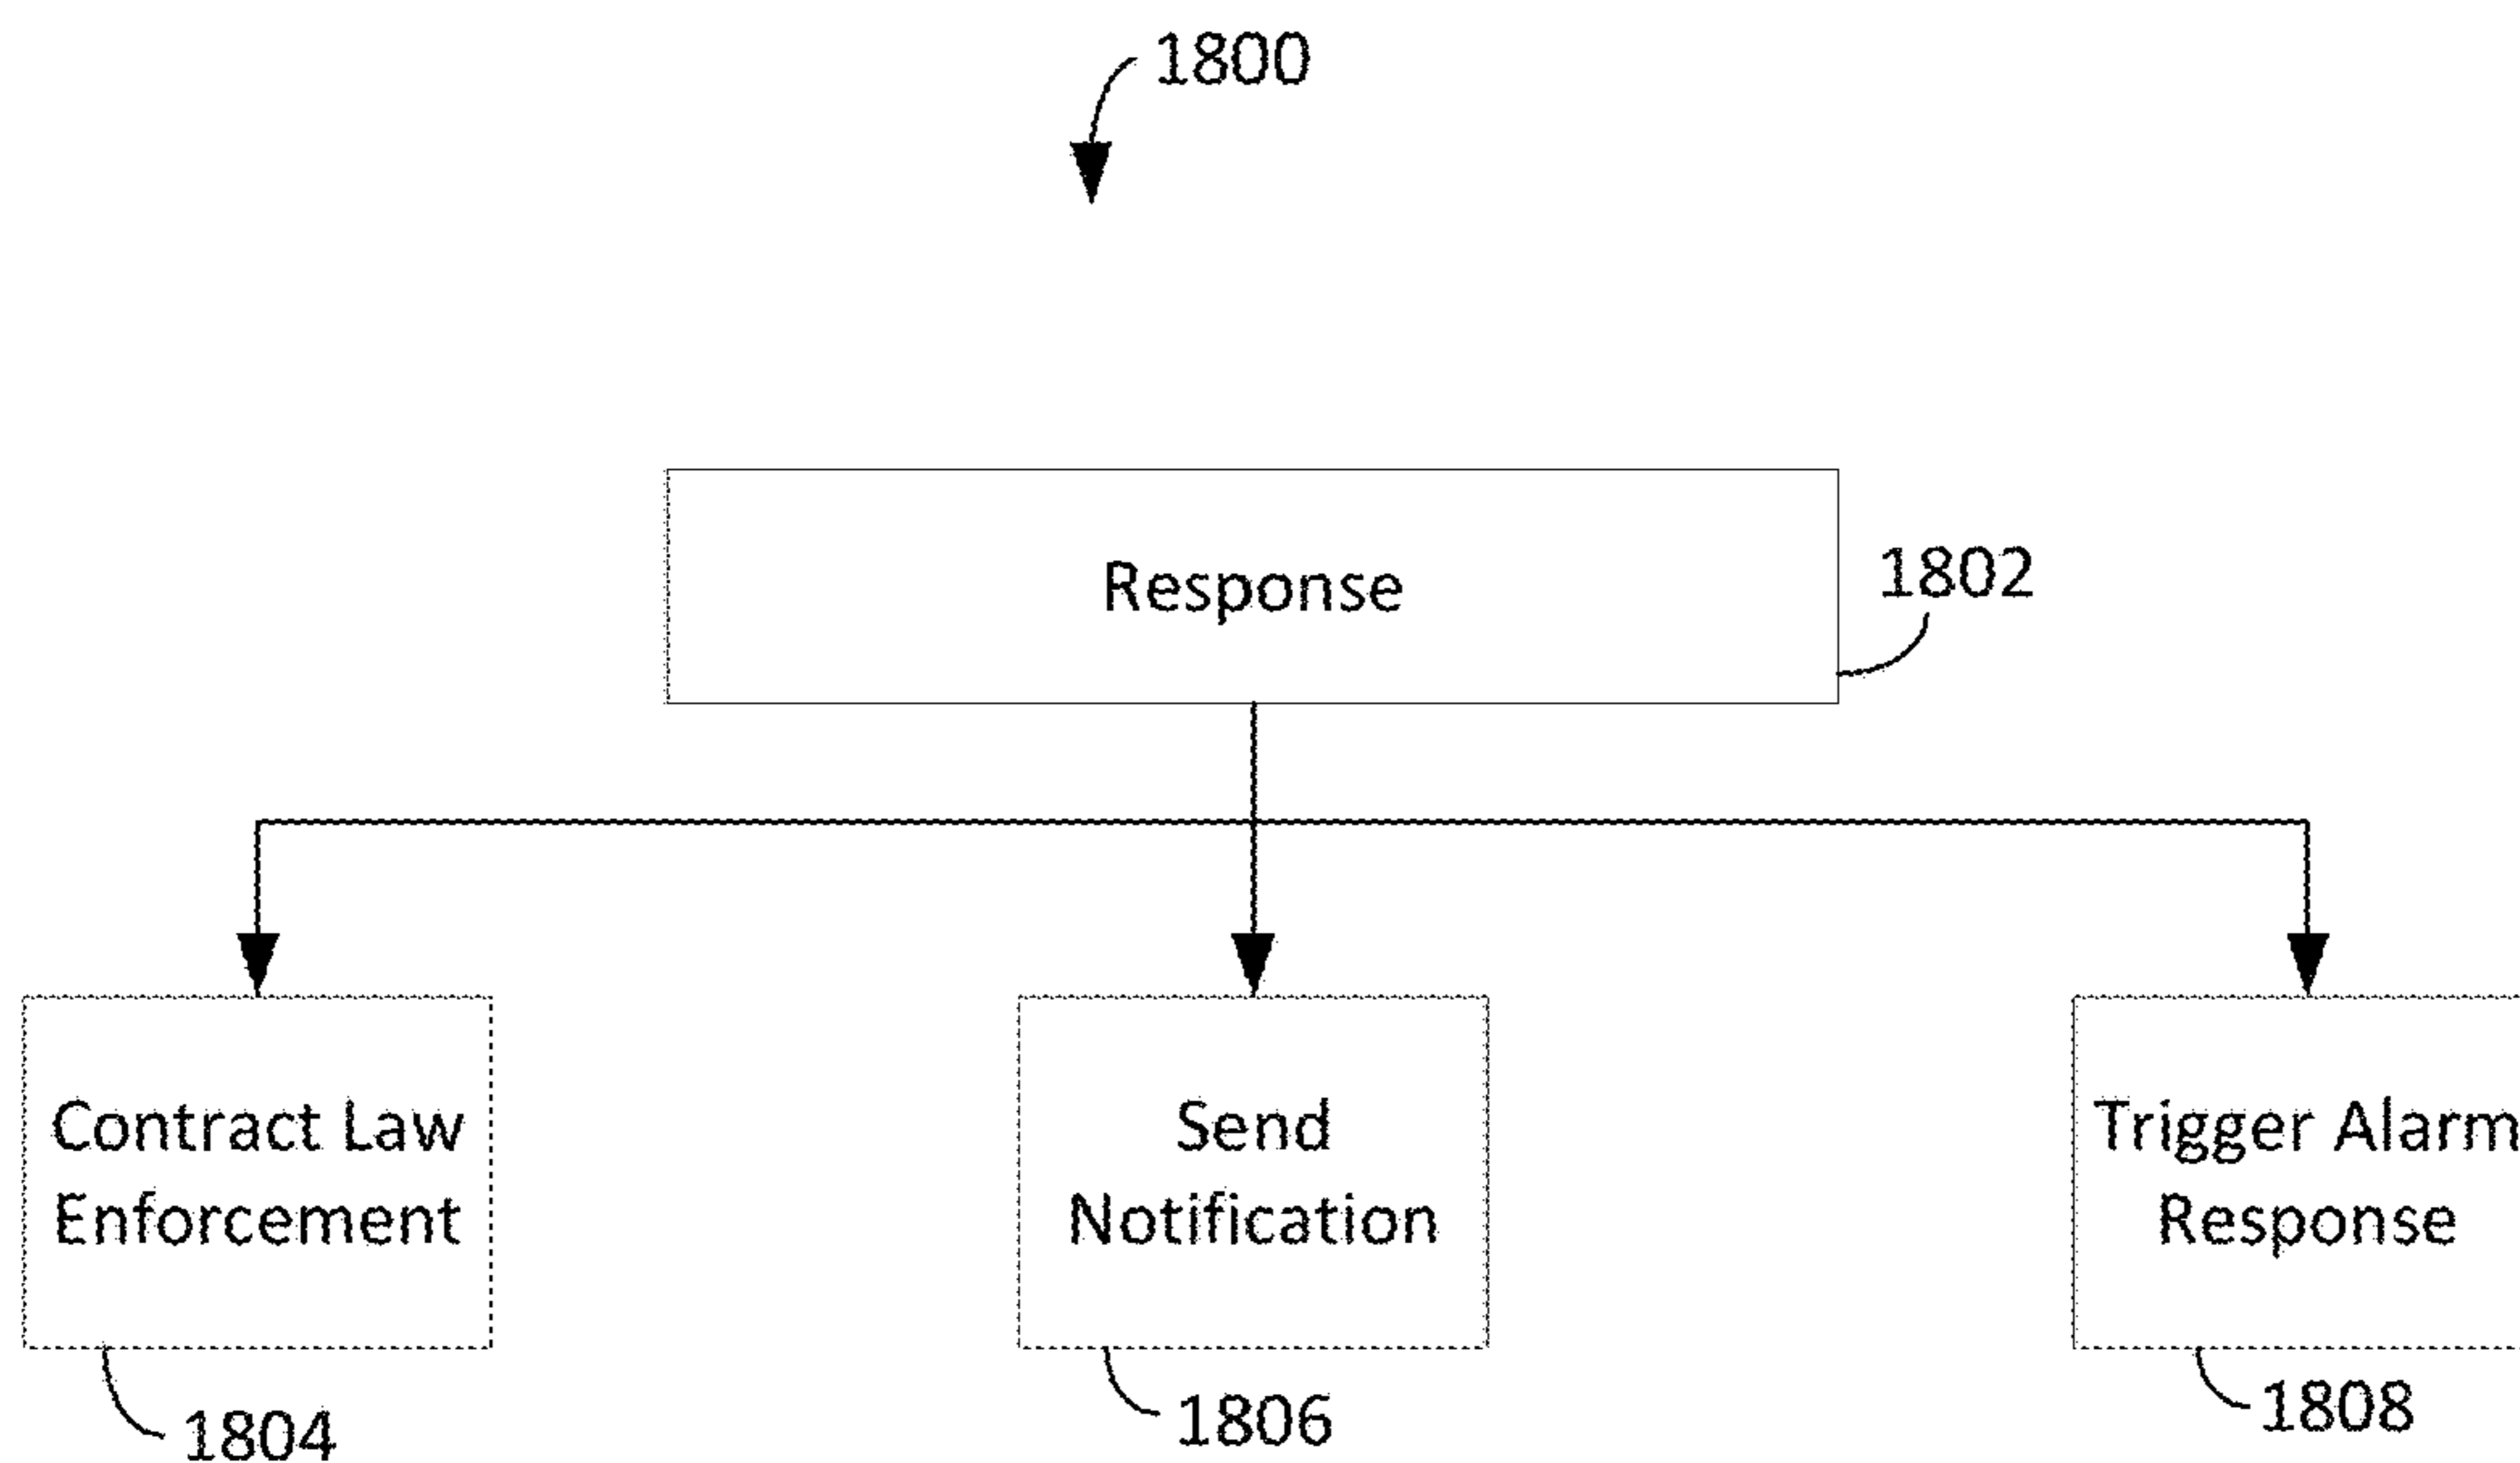 1800
Response
1802
Contract Law
Enforcement
Send
Notification
Trigger Alarm
Response
1804
1806
1808